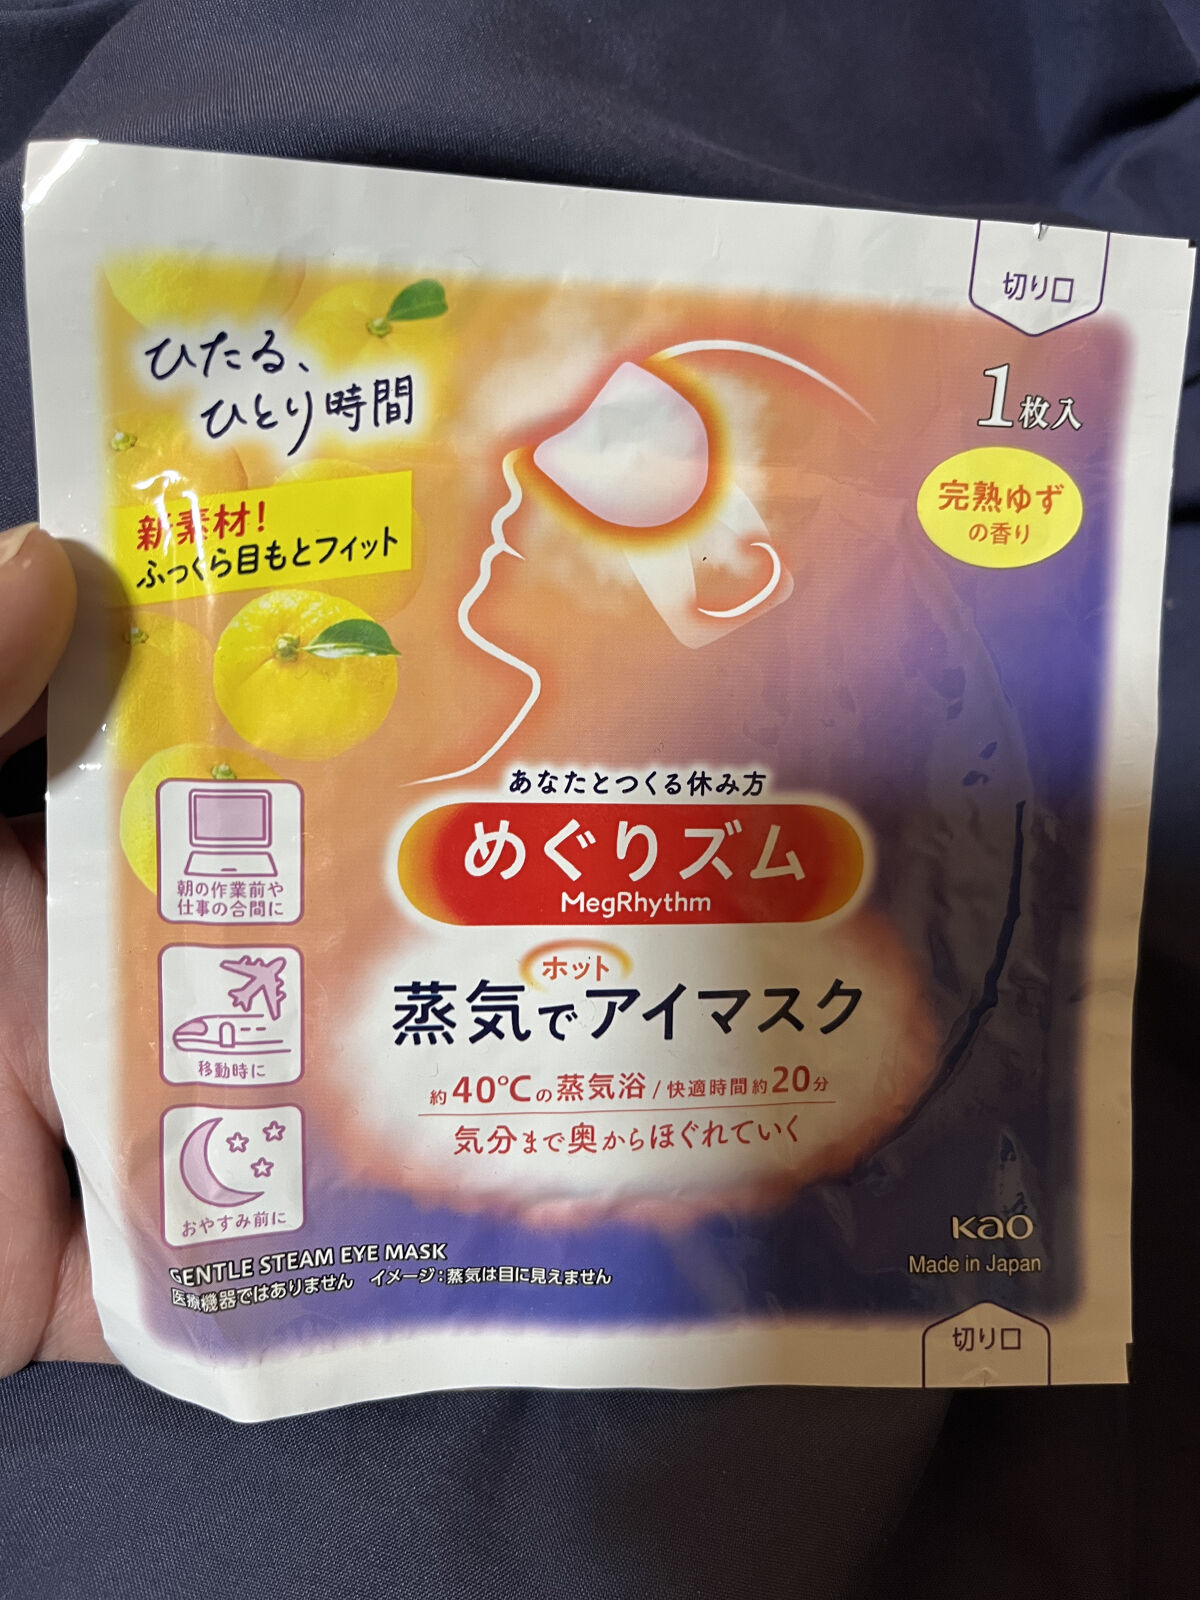 切り口
ひたる、
ひとり時間
1枚入
完熟ゆず
の香り
新素材!
ふっくら目もとフィット
あなたとつくる休み方
めぐりズム
MegRhythm
ホット
蒸気でアイマスク
約40℃の蒸気浴/快適時間約20分
気分まで奥からほぐれていく
朝の作業前や
仕事の合間に
移動時に
おやすみ前に
GENTLE STEAM EYE MASK
医療機器ではありません イメージ:蒸気は目に見えません
Kao
Made in Japan
切り口